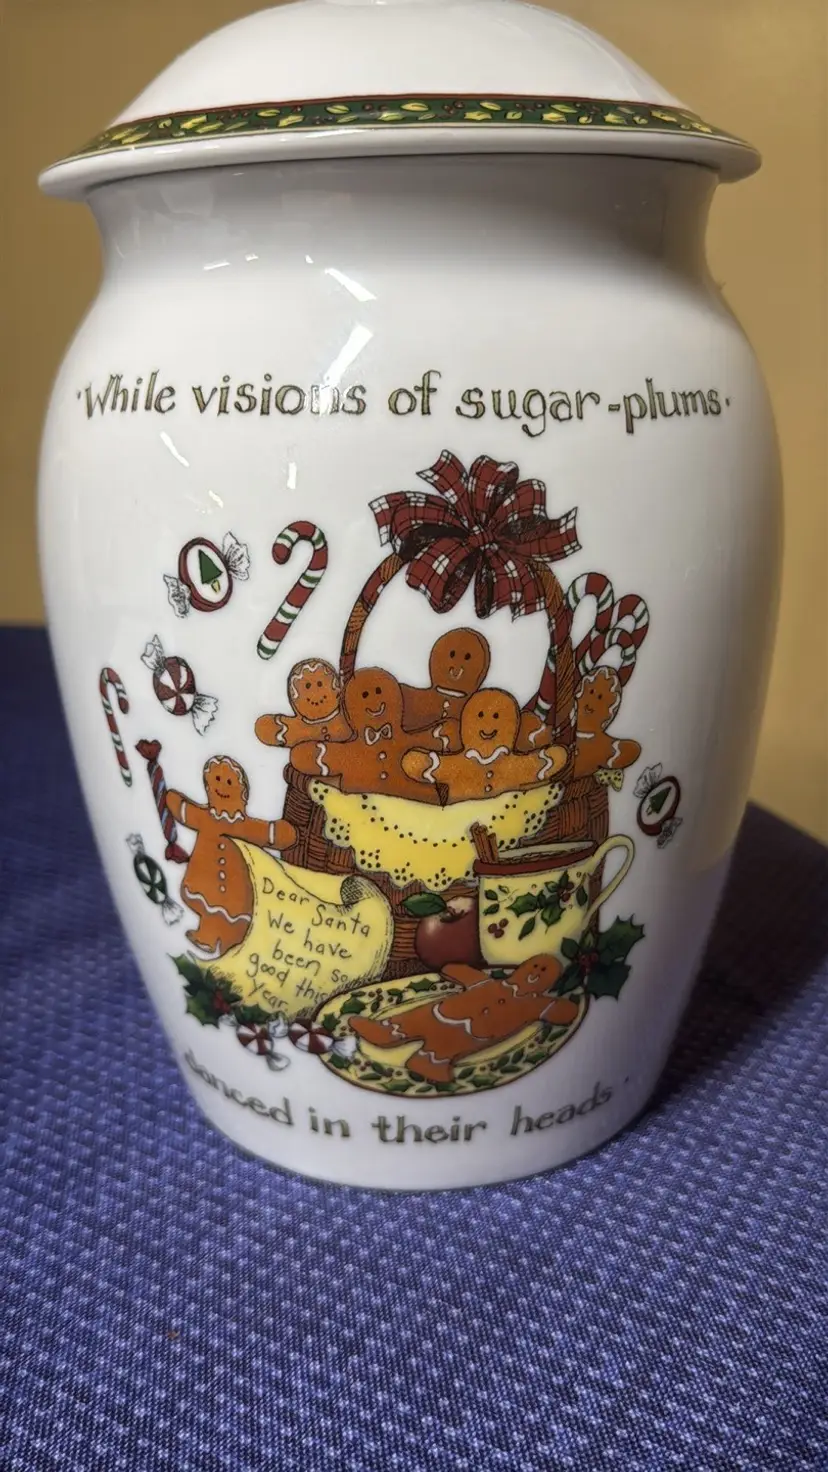 ·While visions of sugar-plums·
Dear Santa
We have
been so
good this
year
danced in their heads·